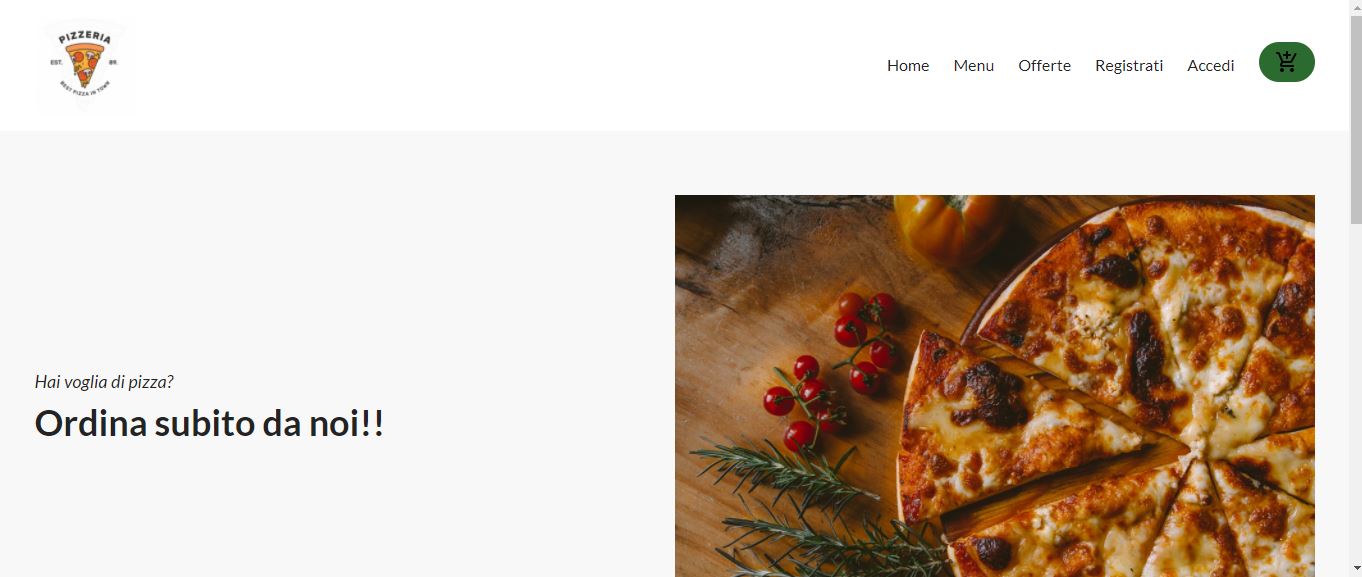 PIZZERIA
EST. 89.
BEST PIZZA IN TOWN
Home Menu Offerte Registrati Accedi
Hai voglia di pizza?
Ordina subito da noi!!